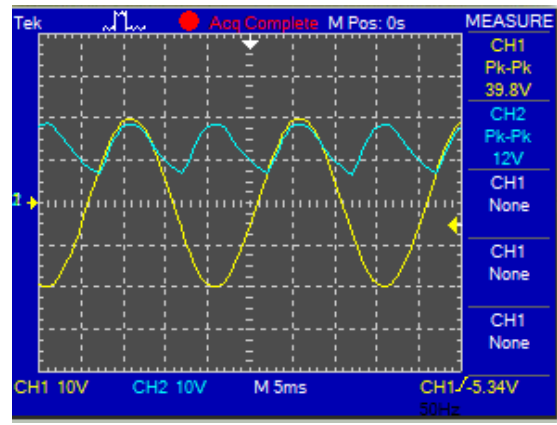 Tek Acq Complete M Pos: 0s MEASURE
CH1
Pk-Pk
39.8V
CH2
Pk-Pk
12V
CH1
None
CH1
None
CH1
None
CH1 10V CH2 10V M 5ms CH1 -5.34V
50Hz